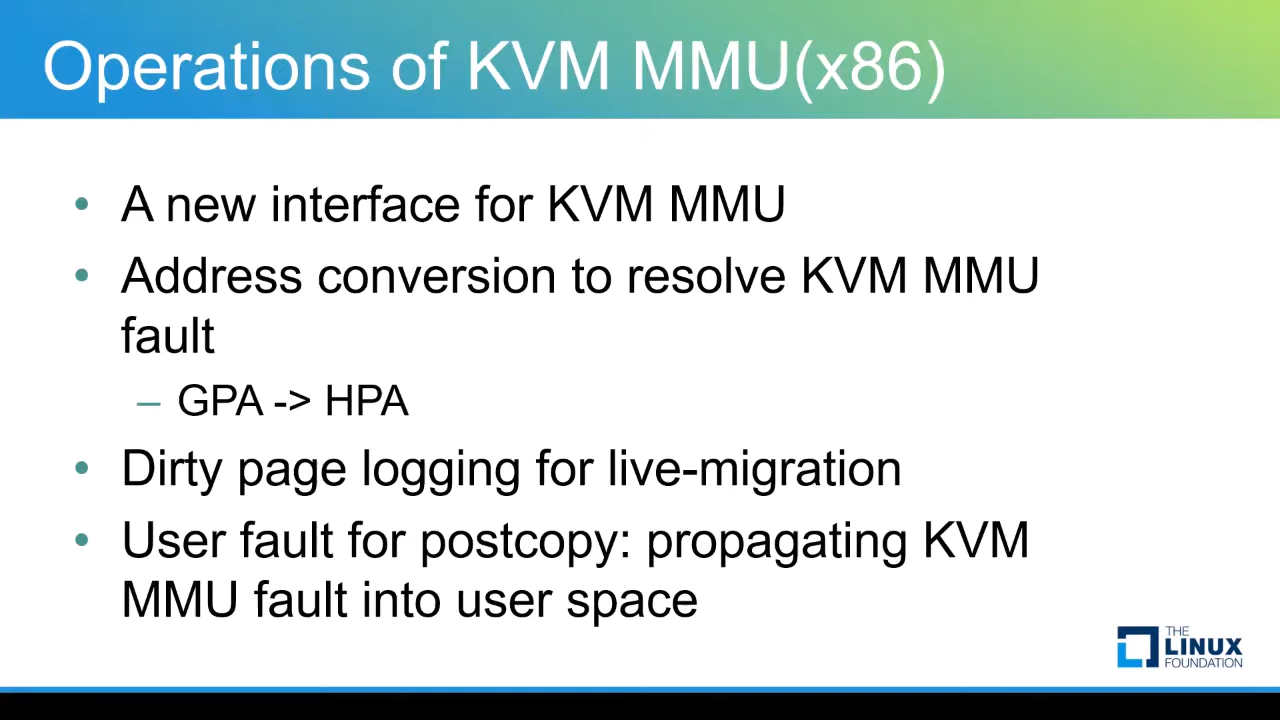 Operations of KVM MMU(x86)
• A new interface for KVM MMU
• Address conversion to resolve KVM MMU
fault
– GPA -> HPA
• Dirty page logging for live-migration
• User fault for postcopy: propagating KVM
MMU fault into user space
THE
LINUX
FOUNDATION